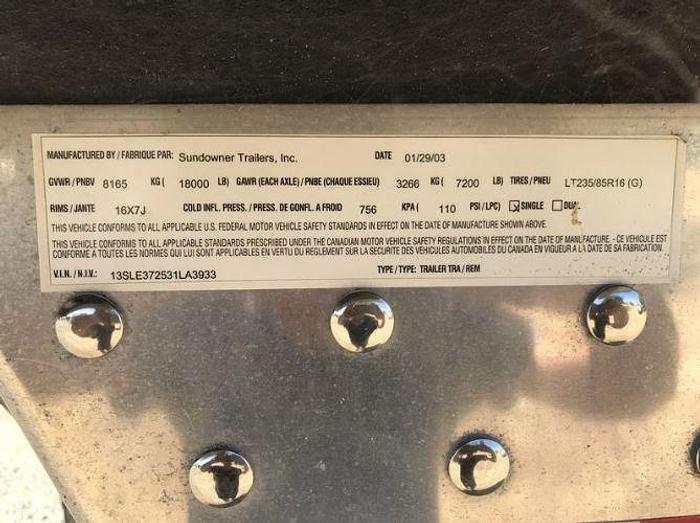 MANUFACTURED BY / FABRIQUE PAR: Sundowner Trailers, Inc. DATE 01/29/03
GVWR / PNBV 8165 KG ( 18000 LB) GAWR (EACH AXLE) / PNBE (CHAQUE ESSIEU) 3266 KG ( 7200 LB) TIRES/PNEU LT235/85R16 (G)
RIMS / JANTE 16X7J COLD INFL. PRESS. / PRESS. DE GONFL. A FROID 756 KPA ( 110 PSI / LPC) SINGLE DUAL
THIS VEHICLE CONFORMS TO ALL APPLICABLE U.S. FEDERAL MOTOR VEHICLE SAFETY STANDARDS IN EFFECT ON THE DATE OF MANUFACTURE SHOWN ABOVE.
THIS VEHICLE CONFORMS TO ALL APPLICABLE STANDARDS PRESCRIBED UNDER THE CANADIAN MOTOR VEHICLE SAFETY REGULATIONS IN EFFECT ON THE DATE OF MANUFACTURE - CE VEHICULE EST
CONFORME A TOUTES LES NORMES QUI LUI SONT APPLICABLES EN VERTU DU REGLEMENT SUR LA SECURITE DES VEHICULES AUTOMOBILES DU CANADA EN VIGUEUR A LA DATE DE SA FABRICATION.
V.I.N. / N.I.V.: 13SLE372531LA3933 TYPE / TYPE: TRAILER TRA / REM